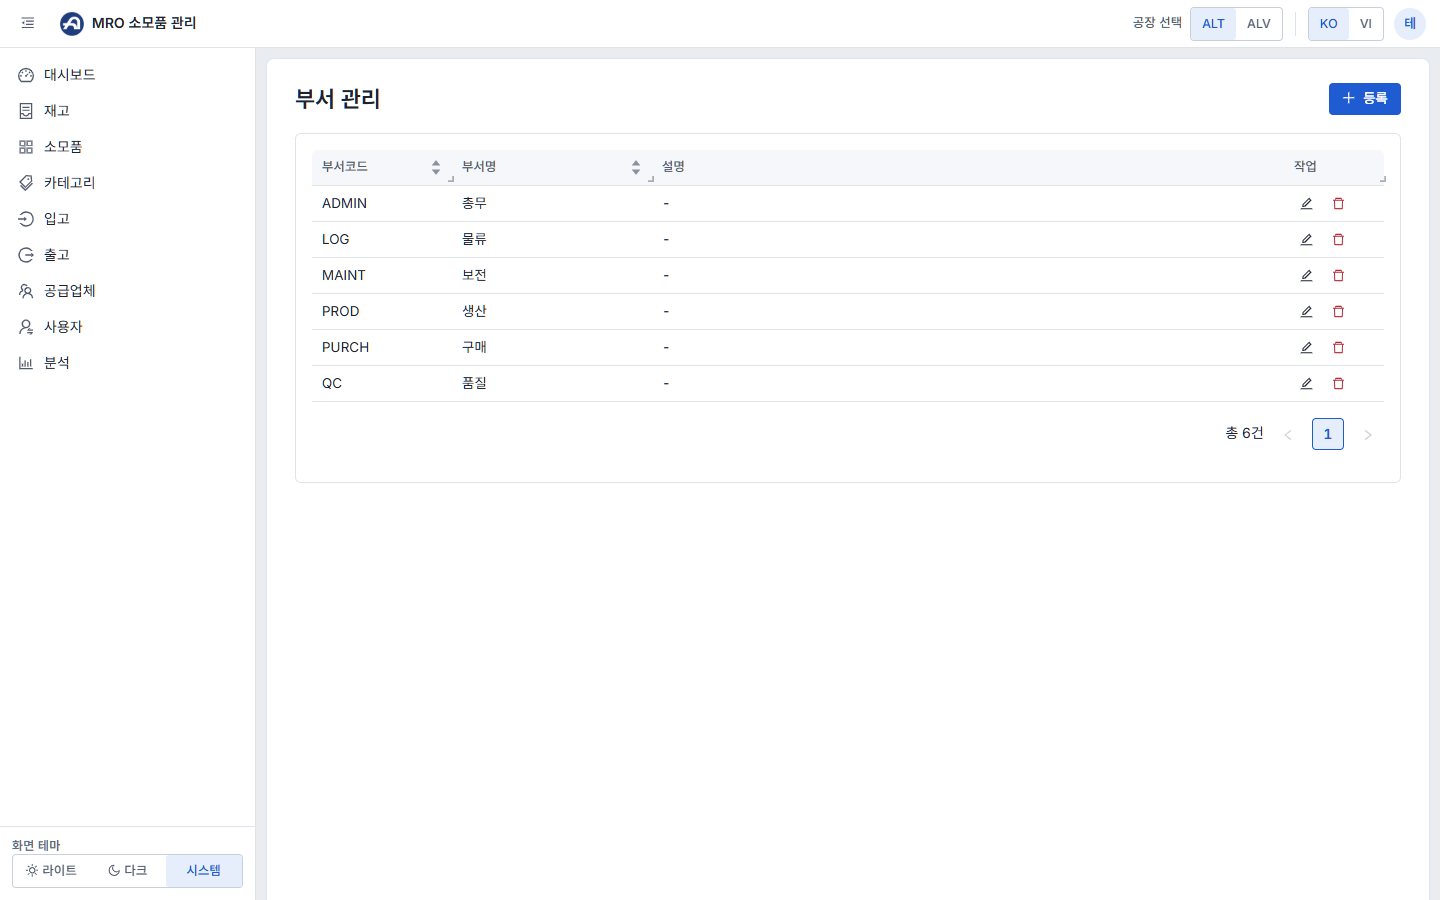 MRO 소모품 관리
공장 선택 ALT ALV KO VI 테
대시보드
재고
소모품
카테고리
입고
출고
공급업체
사용자
분석
화면 테마
라이트 다크 시스템
부서 관리
등록
부서코드 부서명 설명 작업
ADMIN 총무 -
LOG 물류 -
MAINT 보전 -
PROD 생산 -
PURCH 구매 -
QC 품질 -
총 6건 < 1 >